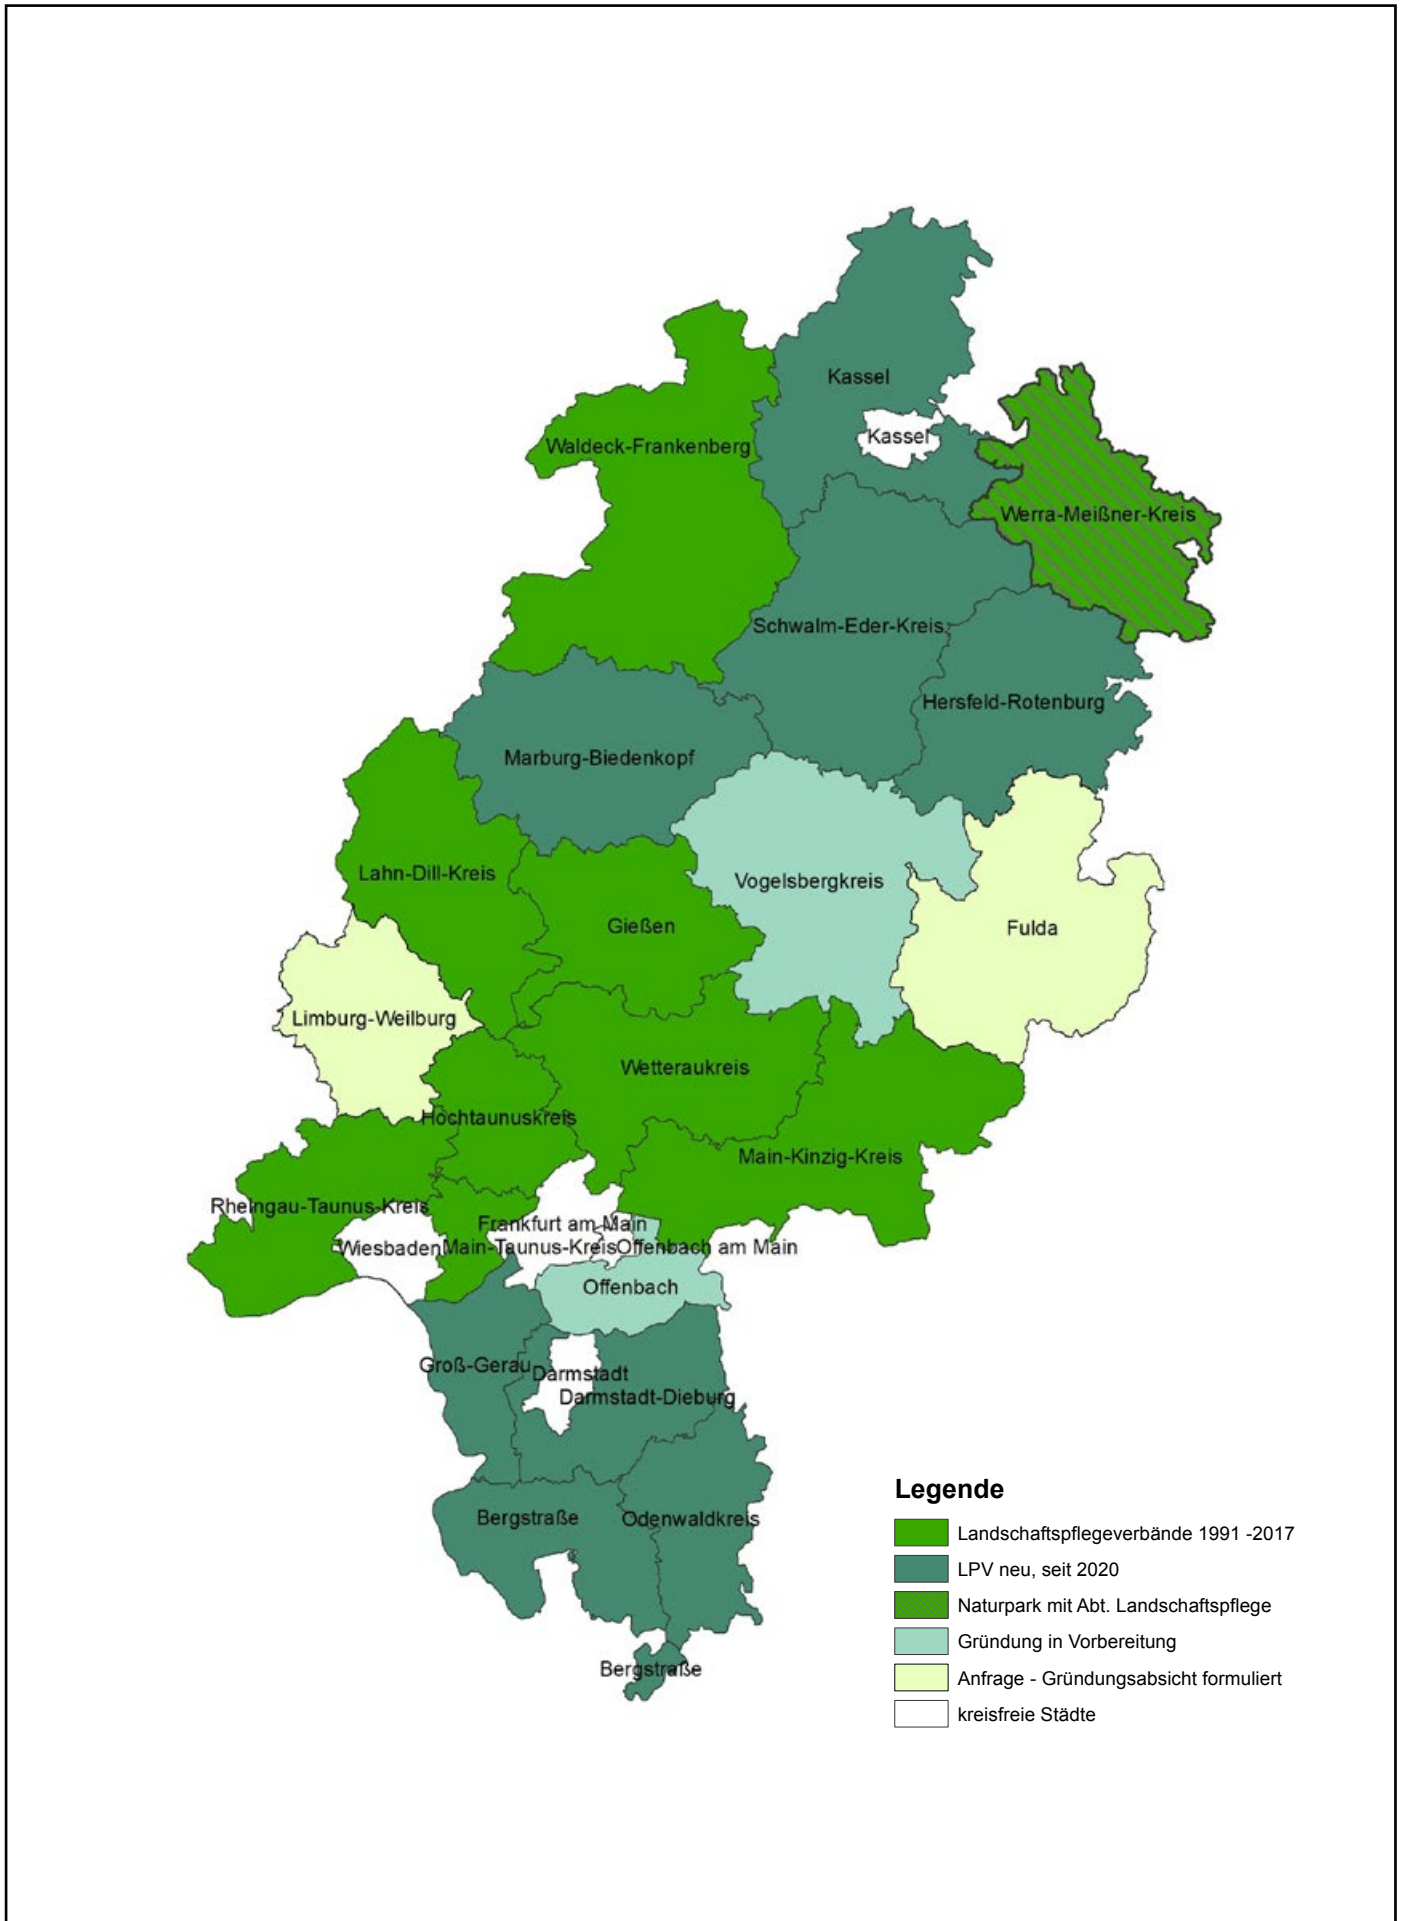 Kassel
Kassel
Waldeck-Frankenberg
Werra-Meißner-Kreis
Schwalm-Eder-Kreis
Hersfeld-Rotenburg
Marburg-Biedenkopf
Lahn-Dill-Kreis
Vogelsbergkreis
Gießen
Fulda
Limburg-Weilburg
Wetteraukreis
Hochtaunuskreis
Main-Kinzig-Kreis
Rheingau-Taunus-Kreis
Frankfurt am Main
Wiesbaden
Main-Taunus-Kreis
Offenbach am Main
Offenbach
Groß-Gerau
Darmstadt
Darmstadt-Dieburg
Bergstraße
Odenwaldkreis
Bergstraße
Legende
Landschaftspflegeverbände 1991 -2017
LPV neu, seit 2020
Naturpark mit Abt. Landschaftspflege
Gründung in Vorbereitung
Anfrage - Gründungsabsicht formuliert
kreisfreie Städte